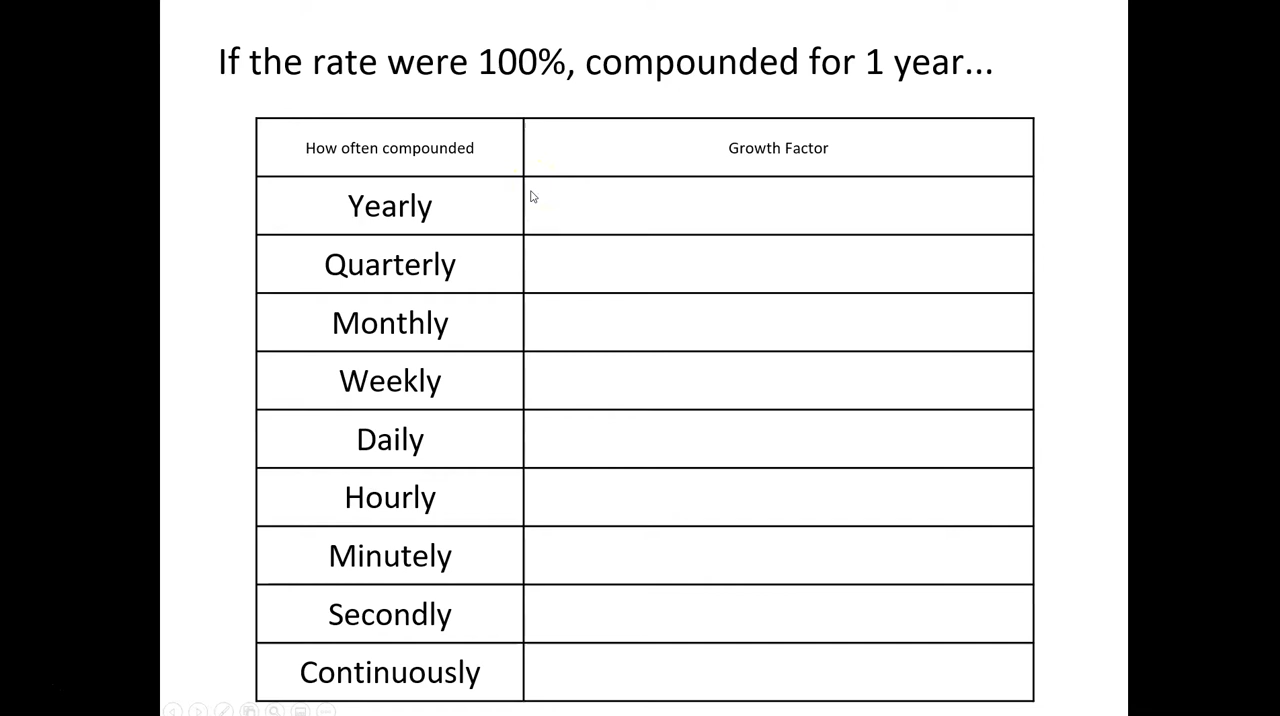 If the rate were 100%, compounded for 1 year...
How often compounded
Growth Factor
Yearly
Quarterly
Monthly
Weekly
Daily
Hourly
Minutely
Secondly
Continuously